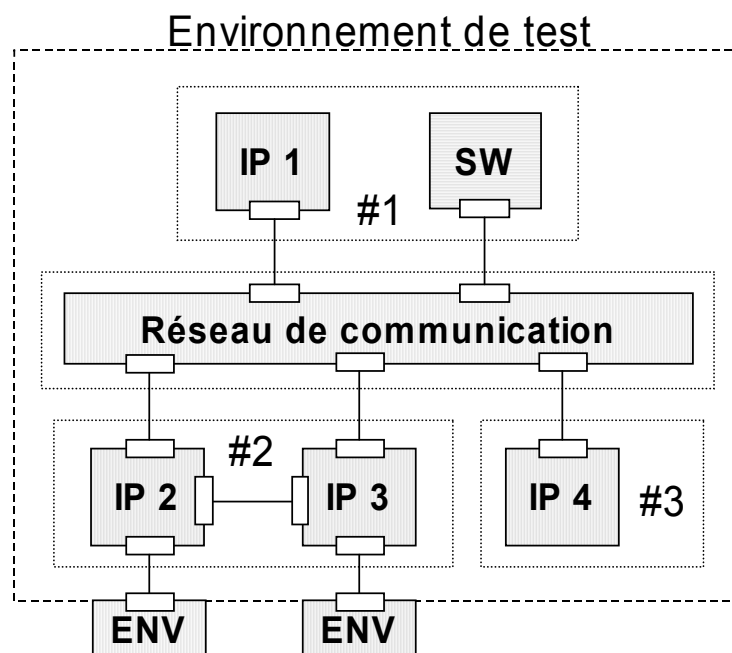 Environnement de test
IP 1
SW
#1
Réseau de communication
#2
IP 2
IP 3
IP 4
#3
ENV
ENV